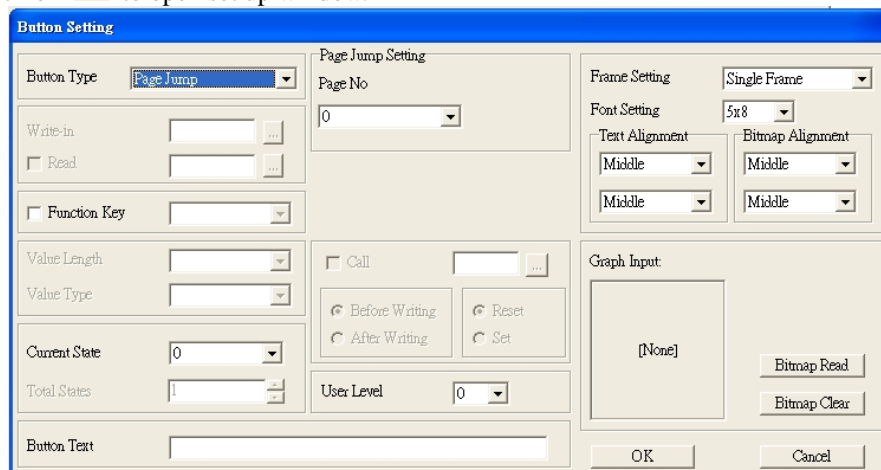 Button Setting
Button Type Page Jump
Page Jump Setting
Page No
0
Write-in ...
Read ...
Function Key
Value Length
Value Type
Call ...
Before Writing
After Writing
Reset
Set
Current State 0
Total States 1
User Level 0
Button Text
Frame Setting Single Frame
Font Setting 5x8
Text Alignment
Middle
Middle
Bitmap Alignment
Middle
Middle
Graph Input:
[None]
Bitmap Read
Bitmap Clear
OK Cancel